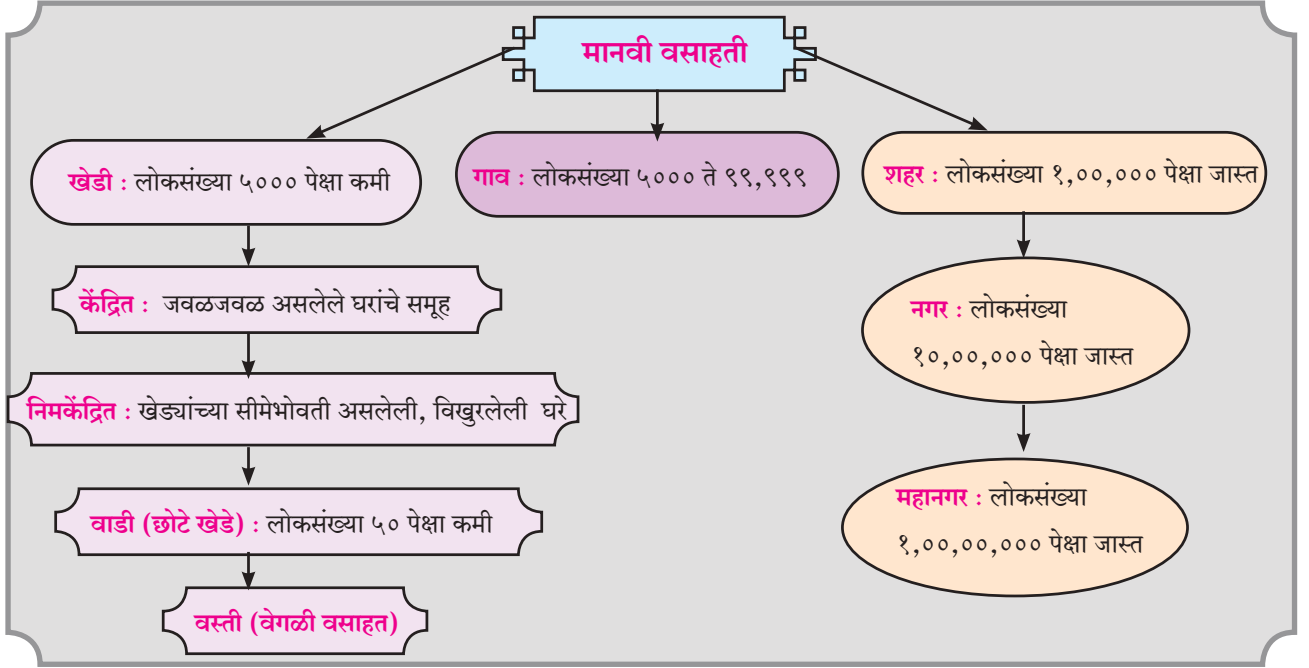 मानवी वसाहती
खेडी : लोकसंख्या ५००० पेक्षा कमी
गाव : लोकसंख्या ५००० ते ९९,९९९
शहर : लोकसंख्या १,००,००० पेक्षा जास्त
केंद्रित : जवळजवळ असलेले घरांचे समूह
निमकेंद्रित : खेड्यांच्या सीमेभोवती असलेली, विखुरलेली घरे
वाडी (छोटे खेडे) : लोकसंख्या ५० पेक्षा कमी
वस्ती (वेगळी वसाहत)
नगर : लोकसंख्या
१०,००,००० पेक्षा जास्त
महानगर : लोकसंख्या
१,००,००,००० पेक्षा जास्त